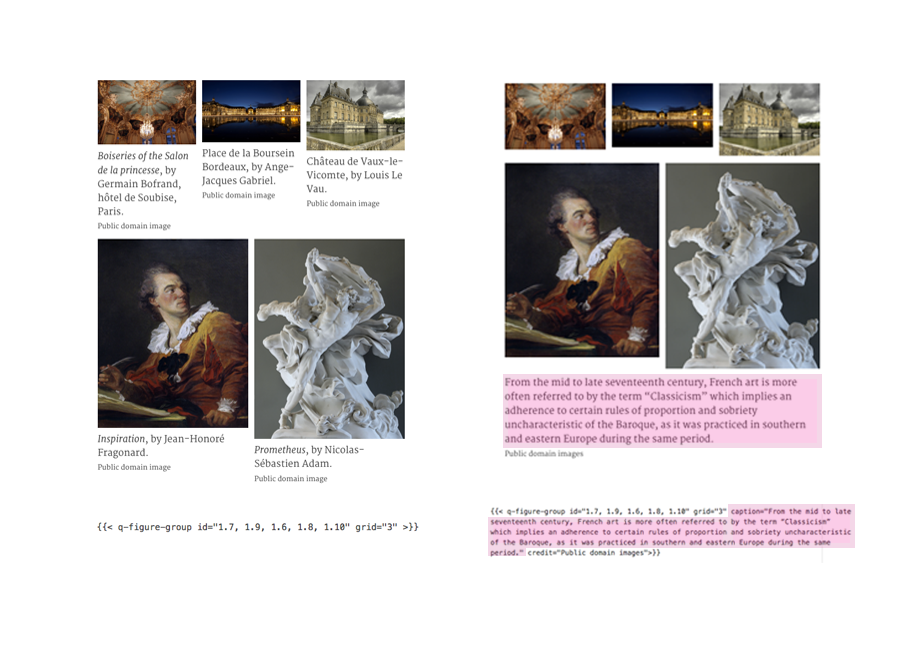 Boiseries of the Salon
de la princesse, by
Germain Bofrand,
hôtel de Soubise,
Paris.
Public domain image
Place de la Boursein
Bordeaux, by Ange-
Jacques Gabriel.
Public domain image
Château de Vaux-le-
Vicomte, by Louis Le
Vau.
Public domain image
Inspiration, by Jean-Honoré
Fragonard.
Public domain image
Prometheus, by Nicolas-
Sébastien Adam.
Public domain image
{{< q-figure-group id="1.7, 1.9, 1.6, 1.8, 1.10" grid="3" >}}
From the mid to late seventeenth century, French art is more
often referred to by the term “Classicism” which implies an
adherence to certain rules of proportion and sobriety
uncharacteristic of the Baroque, as it was practiced in southern
and eastern Europe during the same period.
Public domain images
{{< q-figure-group id="1.7, 1.9, 1.6, 1.8, 1.10" grid="3" caption="From the mid to late
seventeenth century, French art is more often referred to by the term “Classicism”
which implies an adherence to certain rules of proportion and sobriety uncharacteristic
of the Baroque, as it was practiced in southern and eastern Europe during the same
period." credit="Public domain images">}}